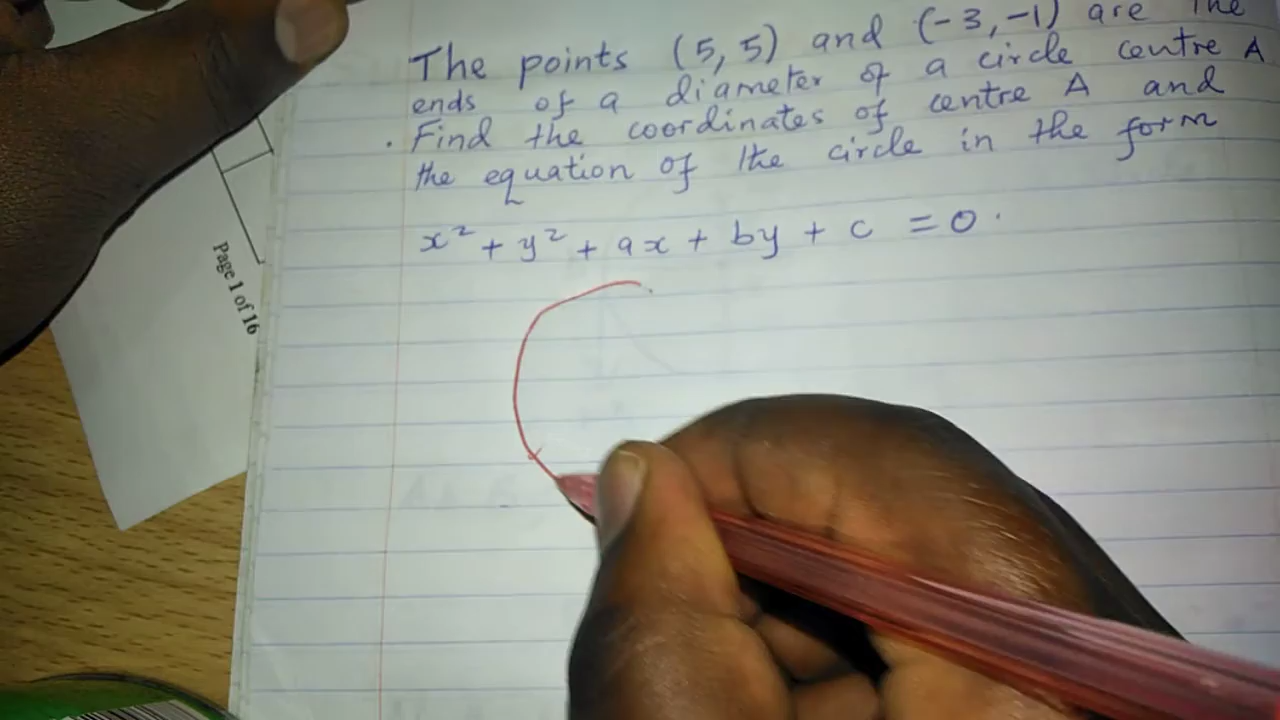 The points (5,5) and (-3,-1) are the
ends of a diameter of a circle centre A
. Find the coordinates of centre A and
the equation of the circle in the form
x² + y² + ax + by + c = 0.
Page 1 of 16